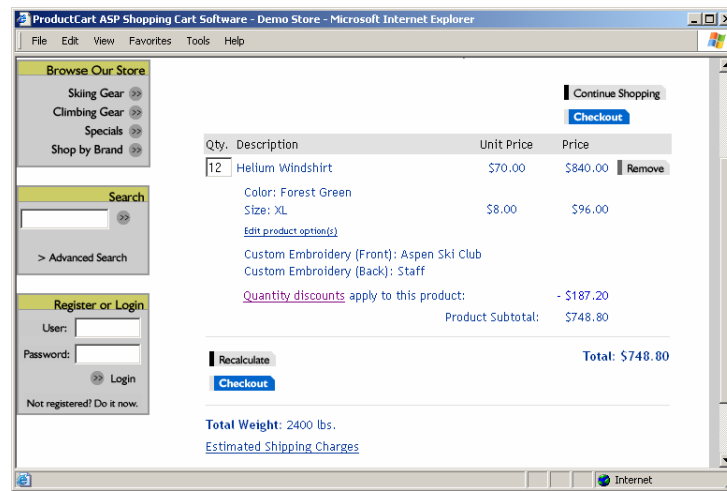 ProductCart ASP Shopping Cart Software - Demo Store - Microsoft Internet Explorer
File Edit View Favorites Tools Help
Browse Our Store
Skiing Gear
Climbing Gear
Specials
Shop by Brand
Search
> Advanced Search
Register or Login
User:
Password:
Login
Not registered? Do it now.
Continue Shopping
Checkout
Qty. Description Unit Price Price
12 Helium Windshirt $70.00 $840.00 Remove
Color: Forest Green
Size: XL $8.00 $96.00
Edit product option(s)
Custom Embroidery (Front): Aspen Ski Club
Custom Embroidery (Back): Staff
Quantity discounts apply to this product: - $187.20
Product Subtotal: $748.80
Recalculate Total: $748.80
Checkout
Total Weight: 2400 lbs.
Estimated Shipping Charges
Internet